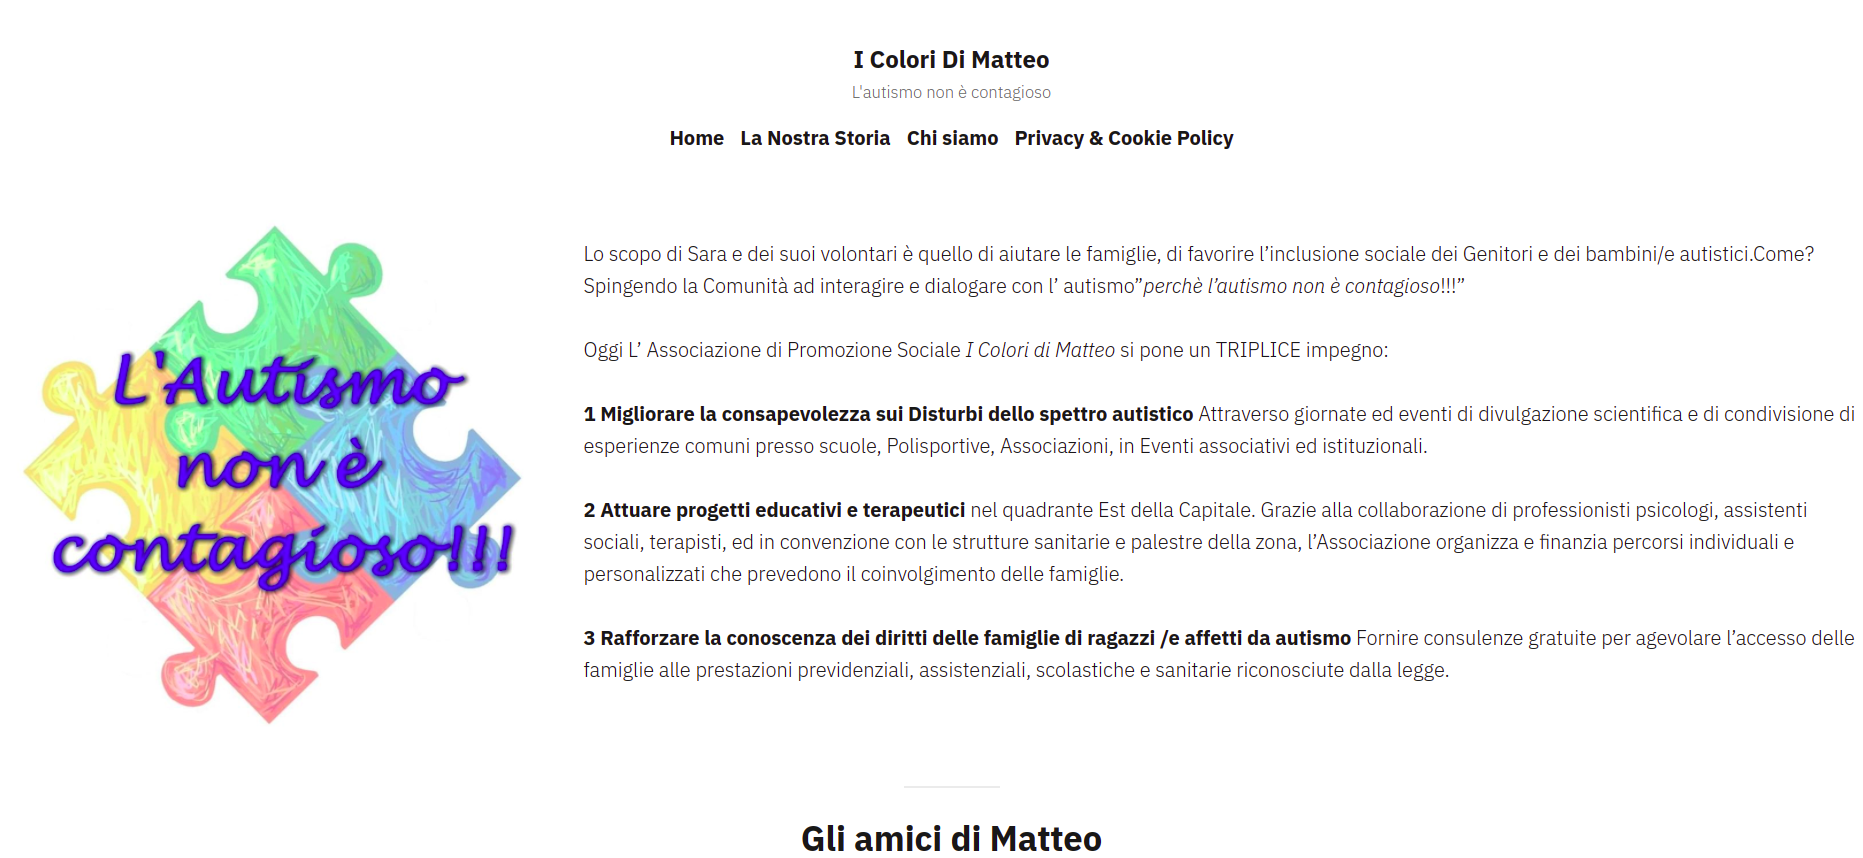 I Colori Di Matteo
L'autismo non è contagioso
Home La Nostra Storia Chi siamo Privacy & Cookie Policy
L'Autismo
non è
contagioso!!!
Lo scopo di Sara e dei suoi volontari è quello di aiutare le famiglie, di favorire l’inclusione sociale dei Genitori e dei bambini/e autistici.Come?
Spingendo la Comunità ad interagire e dialogare con l’ autismo”perchè l’autismo non è contagioso!!!”
Oggi L’ Associazione di Promozione Sociale I Colori di Matteo si pone un TRIPLICE impegno:
1 Migliorare la consapevolezza sui Disturbi dello spettro autistico Attraverso giornate ed eventi di divulgazione scientifica e di condivisione di
esperienze comuni presso scuole, Polisportive, Associazioni, in Eventi associativi ed istituzionali.
2 Attuare progetti educativi e terapeutici nel quadrante Est della Capitale. Grazie alla collaborazione di professionisti psicologi, assistenti
sociali, terapisti, ed in convenzione con le strutture sanitarie e palestre della zona, l’Associazione organizza e finanzia percorsi individuali e
personalizzati che prevedono il coinvolgimento delle famiglie.
3 Rafforzare la conoscenza dei diritti delle famiglie di ragazzi /e affetti da autismo Fornire consulenze gratuite per agevolare l’accesso delle
famiglie alle prestazioni previdenziali, assistenziali, scolastiche e sanitarie riconosciute dalla legge.
Gli amici di Matteo